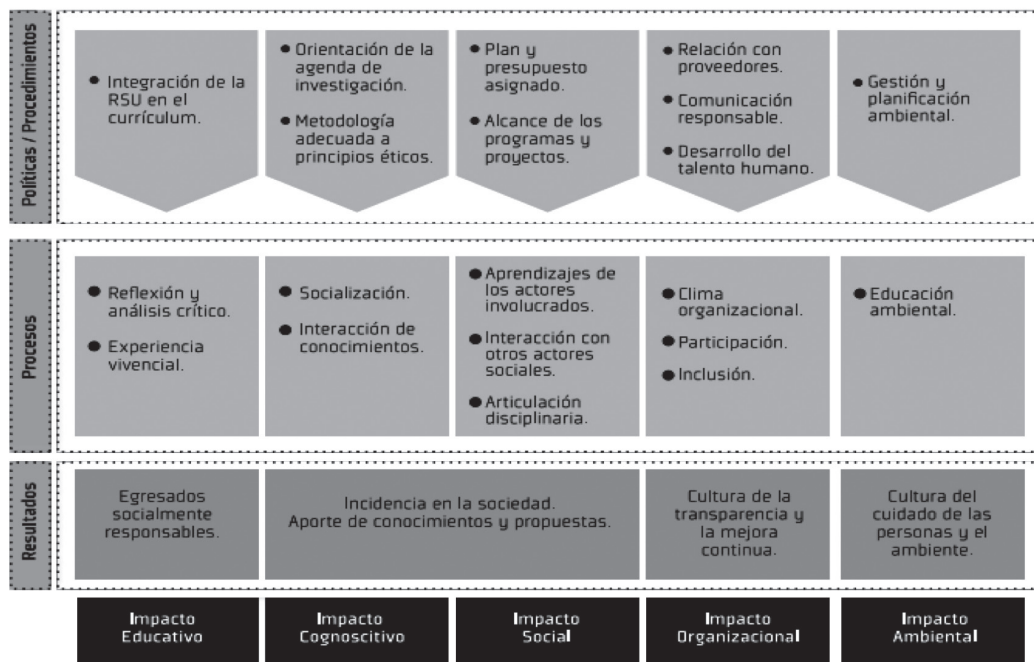 Políticas / Procedimientos
Integración de la
RSU en el
currículum.
Orientación de la
agenda de
investigación.
Metodología
adecuada a
principios éticos.
Plan y
presupuesto
asignado.
Alcance de los
programas y
proyectos.
Relación con
proveedores.
Comunicación
responsable.
Desarrollo del
talento humano.
Gestión y
planificación
ambiental.
Procesos
Reflexión y
análisis crítico.
Experiencia
vivencial.
Socialización.
Interacción de
conocimientos.
Aprendizajes de
los actores
involucrados.
Interacción con
otros actores
sociales.
Articulación
disciplinaria.
Clima
organizacional.
Participación.
Inclusión.
Educación
ambiental.
Resultados
Egresados
socialmente
responsables.
Incidencia en la sociedad.
Aporte de conocimientos y propuestas.
Cultura de la
transparencia y
la mejora
continua.
Cultura del
cuidado de las
personas y el
ambiente.
Impacto
Educativo
Impacto
Cognoscitivo
Impacto
Social
Impacto
Organizacional
Impacto
Ambiental